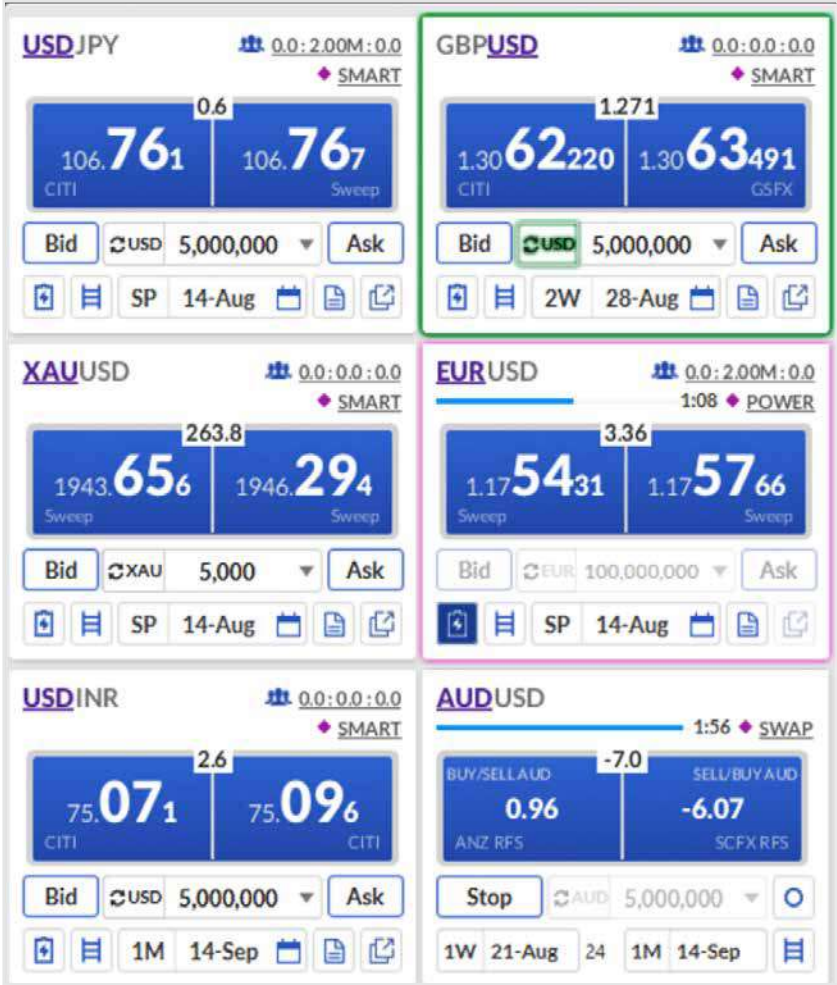 USDJPY 0.0:2.00M:0.0
SMART
0.6
106.761 106.767
CITI Sweep
Bid USD 5,000,000 Ask
SP 14-Aug
GBPUSD 0.0:0.0:0.0
SMART
1.271
1.3062220 1.3063491
CITI GSFX
Bid USD 5,000,000 Ask
2W 28-Aug
XAUUSD 0.0:0.0:0.0
SMART
263.8
1943.656 1946.294
Sweep Sweep
Bid XAU 5,000 Ask
SP 14-Aug
EURUSD 0.0:2.00M:0.0
1:08 POWER
3.36
1.175431 1.175766
Sweep Sweep
Bid EUR 100,000,000 Ask
SP 14-Aug
USDINR 0.0:0.0:0.0
SMART
2.6
75.071 75.096
CITI CITI
Bid USD 5,000,000 Ask
1M 14-Sep
AUDUSD
1:56 SWAP
-7.0
BUY/SELL AUD SELL/BUY AUD
0.96 -6.07
ANZ RFS SCFX RFS
Stop AUD 5,000,000
1W 21-Aug 24 1M 14-Sep